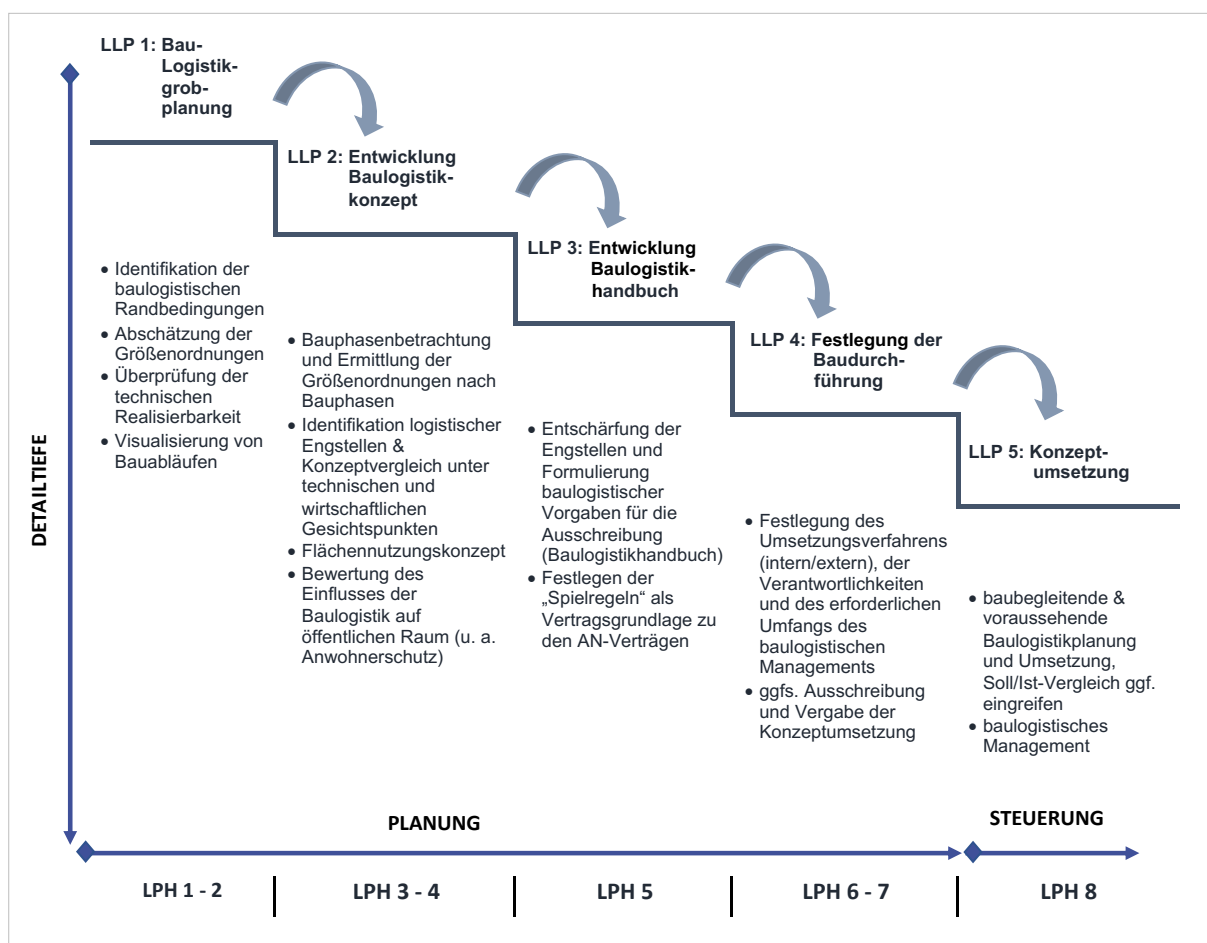 LLP 1: Bau-
Logistik-
grob-
planung
LLP 2: Entwicklung
Baulogistik-
konzept
LLP 3: Entwicklung
Baulogistik-
handbuch
LLP 4: Festlegung der
Baudurch-
führung
LLP 5: Konzept-
umsetzung
• Identifikation der
baulogistischen
Randbedingungen
• Abschätzung der
Größenordnungen
• Überprüfung der
technischen
Realisierbarkeit
• Visualisierung von
Bauabläufen
• Bauphasenbetrachtung
und Ermittlung der
Größenordnungen nach
Bauphasen
• Identifikation logistischer
Engstellen &
Konzeptvergleich unter
technischen und
wirtschaftlichen
Gesichtspunkten
• Flächennutzungskonzept
• Bewertung des
Einflusses der
Baulogistik auf
öffentlichen Raum (u. a.
Anwohnerschutz)
• Entschärfung der
Engstellen und
Formulierung
baulogistischer
Vorgaben für die
Ausschreibung
(Baulogistikhandbuch)
• Festlegen der
„Spielregeln“ als
Vertragsgrundlage zu
den AN-Verträgen
• Festlegung des
Umsetzungsverfahrens
(intern/extern), der
Verantwortlichkeiten
und des erforderlichen
Umfangs des
baulogistischen
Managements
• ggfs. Ausschreibung
und Vergabe der
Konzeptumsetzung
• baubegleitende &
voraussehende
Baulogistikplanung
und Umsetzung,
Soll/Ist-Vergleich ggf.
eingreifen
• baulogistisches
Management
DETAILTIEFE
PLANUNG
STEUERUNG
LPH 1 - 2
LPH 3 - 4
LPH 5
LPH 6 - 7
LPH 8